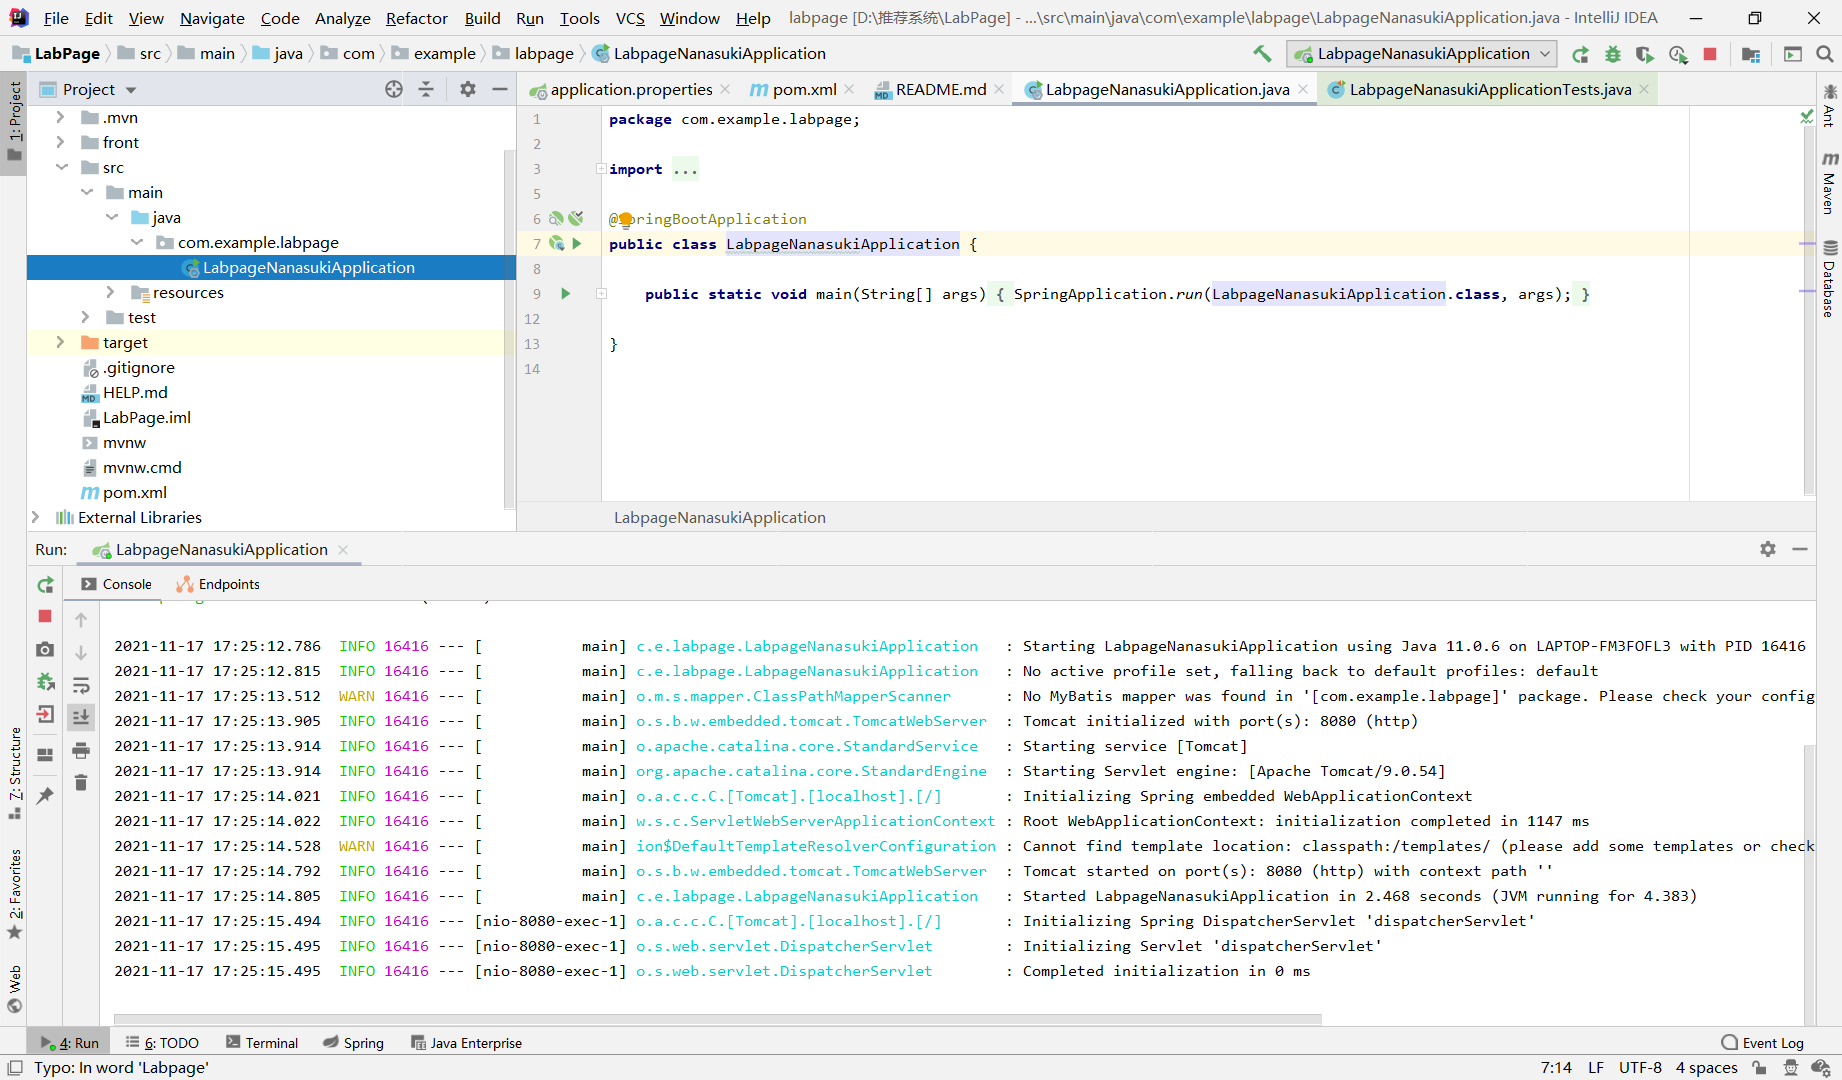 File Edit View Navigate Code Analyze Refactor Build Run Tools VCS Window Help labpage [D:\推荐系统\LabPage] - ...\src\main\java\com\example\labpage\LabpageNanasukiApplication.java - IntelliJ IDEA
LabPage src main java com example labpage LabpageNanasukiApplication LabpageNanasukiApplication
1: Project
Project
application.properties pom.xml README.md LabpageNanasukiApplication.java LabpageNanasukiApplicationTests.java
.mvn
front
src
main
java
com.example.labpage
LabpageNanasukiApplication
resources
test
target
.gitignore
HELP.md
LabPage.iml
mvnw
mvnw.cmd
pom.xml
External Libraries
1 package com.example.labpage;
2
3 import ...
5
6 @SpringBootApplication
7 public class LabpageNanasukiApplication {
8
9 public static void main(String[] args) { SpringApplication.run(LabpageNanasukiApplication.class, args); }
12
13 }
14
LabpageNanasukiApplication
Ant
Maven
Database
Run: LabpageNanasukiApplication
Console Endpoints
2021-11-17 17:25:12.786 INFO 16416 --- [ main] c.e.labpage.LabpageNanasukiApplication : Starting LabpageNanasukiApplication using Java 11.0.6 on LAPTOP-FM3FOFL3 with PID 16416
2021-11-17 17:25:12.815 INFO 16416 --- [ main] c.e.labpage.LabpageNanasukiApplication : No active profile set, falling back to default profiles: default
2021-11-17 17:25:13.512 WARN 16416 --- [ main] o.m.s.mapper.ClassPathMapperScanner : No MyBatis mapper was found in '[com.example.labpage]' package. Please check your config
2021-11-17 17:25:13.905 INFO 16416 --- [ main] o.s.b.w.embedded.tomcat.TomcatWebServer : Tomcat initialized with port(s): 8080 (http)
2021-11-17 17:25:13.914 INFO 16416 --- [ main] o.apache.catalina.core.StandardService : Starting service [Tomcat]
2021-11-17 17:25:13.914 INFO 16416 --- [ main] org.apache.catalina.core.StandardEngine : Starting Servlet engine: [Apache Tomcat/9.0.54]
2021-11-17 17:25:14.021 INFO 16416 --- [ main] o.a.c.c.C.[Tomcat].[localhost].[/] : Initializing Spring embedded WebApplicationContext
2021-11-17 17:25:14.022 INFO 16416 --- [ main] w.s.c.ServletWebServerApplicationContext : Root WebApplicationContext: initialization completed in 1147 ms
2021-11-17 17:25:14.528 WARN 16416 --- [ main] ion$DefaultTemplateResolverConfiguration : Cannot find template location: classpath:/templates/ (please add some templates or check
2021-11-17 17:25:14.792 INFO 16416 --- [ main] o.s.b.w.embedded.tomcat.TomcatWebServer : Tomcat started on port(s): 8080 (http) with context path ''
2021-11-17 17:25:14.805 INFO 16416 --- [ main] c.e.labpage.LabpageNanasukiApplication : Started LabpageNanasukiApplication in 2.468 seconds (JVM running for 4.383)
2021-11-17 17:25:15.494 INFO 16416 --- [nio-8080-exec-1] o.a.c.c.C.[Tomcat].[localhost].[/] : Initializing Spring DispatcherServlet 'dispatcherServlet'
2021-11-17 17:25:15.495 INFO 16416 --- [nio-8080-exec-1] o.s.web.servlet.DispatcherServlet : Initializing Servlet 'dispatcherServlet'
2021-11-17 17:25:15.495 INFO 16416 --- [nio-8080-exec-1] o.s.web.servlet.DispatcherServlet : Completed initialization in 0 ms
7: Structure
2: Favorites
Web
4: Run 6: TODO Terminal Spring Java Enterprise Event Log
Typo: In word 'Labpage' 7:14 LF UTF-8 4 spaces